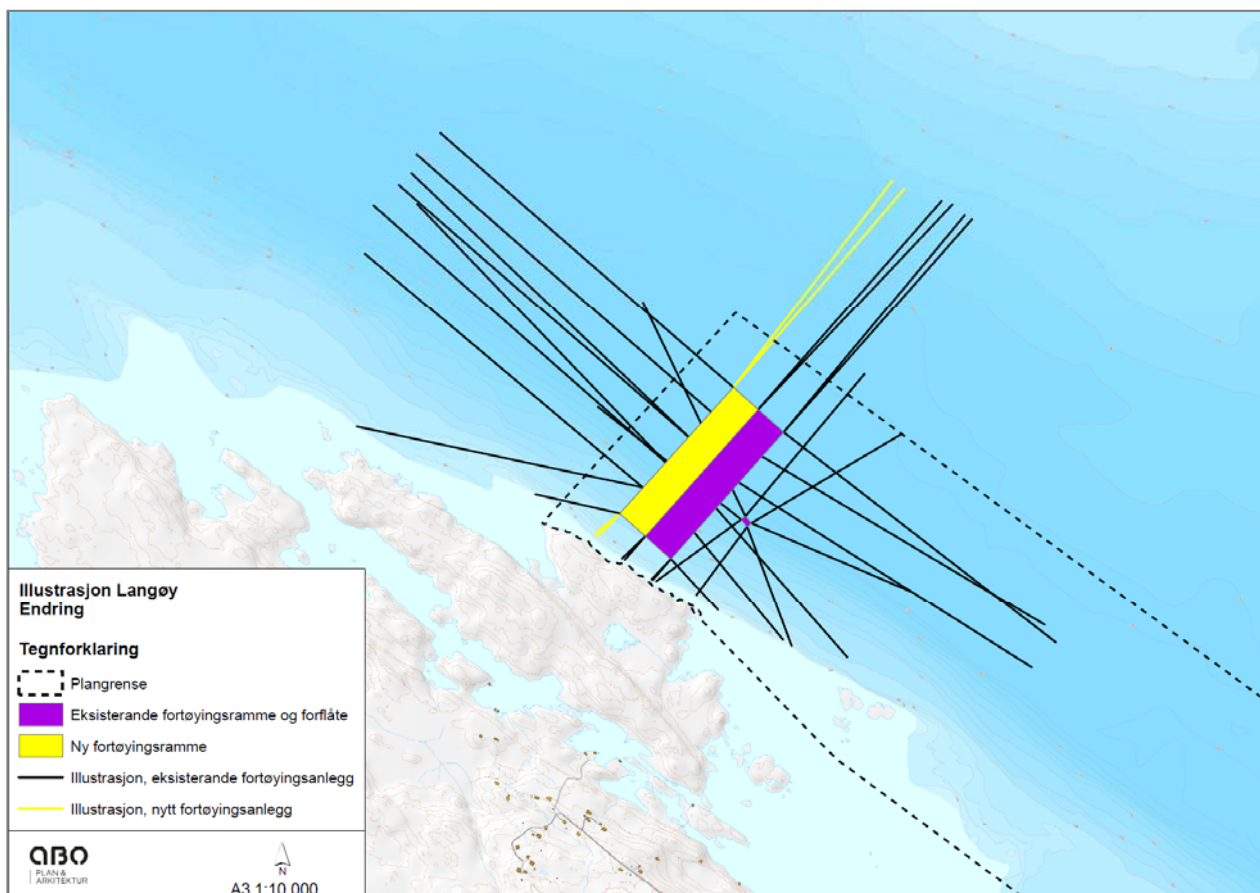 Illustrasjon Langøy
Endring
Tegnforklaring
Plangrense
Eksisterande fortøyingsramme og forflåte
Ny fortøyingsramme
Illustrasjon, eksisterande fortøyingsanlegg
Illustrasjon, nytt fortøyingsanlegg
ABO
PLAN &
ARKITEKTUR
N
A3 1:10 000